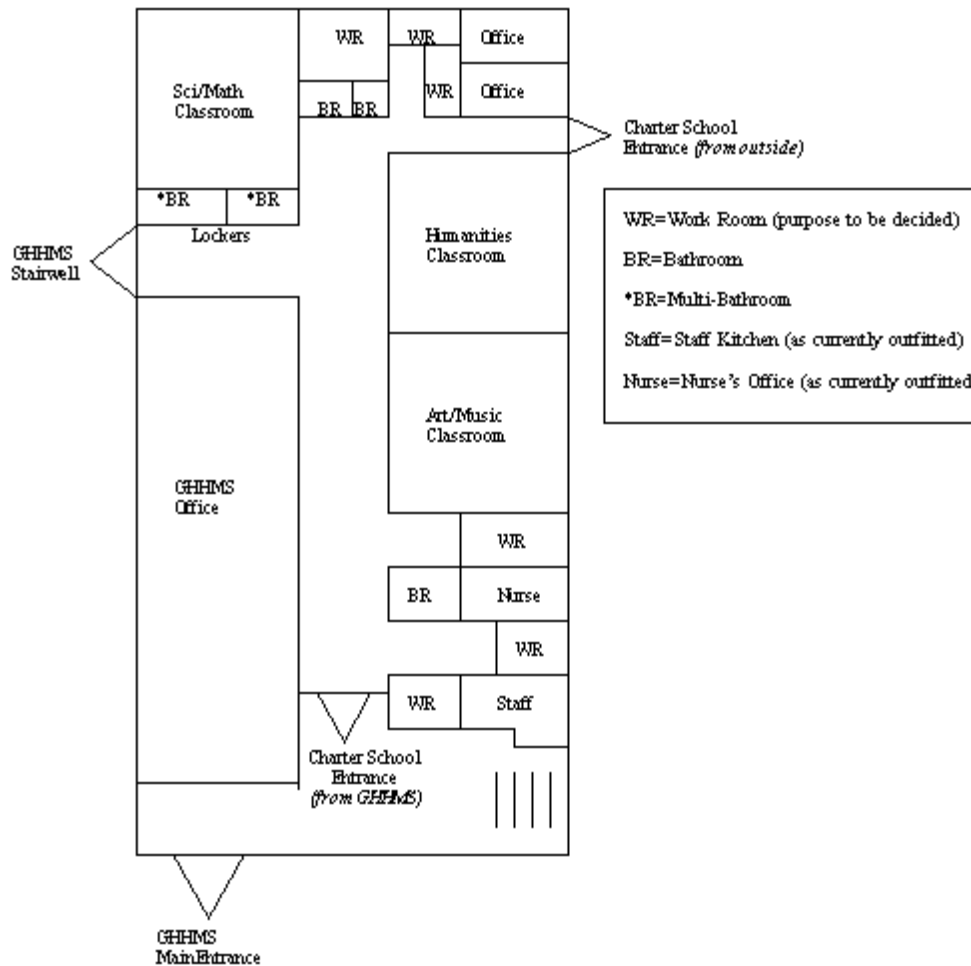 WR
WR
Office
Sci/Math
Classroom
WR
Office
BR
BR
Charter School
Entrance (from outside)
*BR
*BR
Lockers
GHHMS
Stairwell
Humanities
Classroom
WR=Work Room (purpose to be decided)
BR=Bathroom
*BR=Multi-Bathroom
Staff=Staff Kitchen (as currently outfitted)
Nurse=Nurse's Office (as currently outfitted
Art/Music
Classroom
GHHMS
Office
WR
BR
Nurse
WR
WR
Staff
Charter School
Entrance
(from GHHMS)
GHHMS
MainEntrance